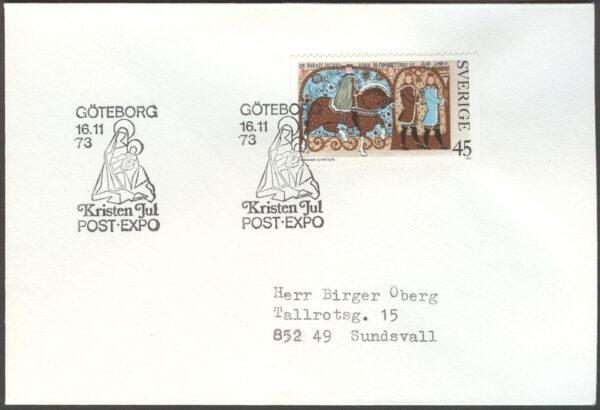 GÖTEBORG
16.11
73
Kristen Jul
POST·EXPO
GÖTEBORG
16.11
73
Kristen Jul
POST·EXPO
SVERIGE
45
Herr Birger Öberg
Tallrotsg. 15
852 49 Sundsvall